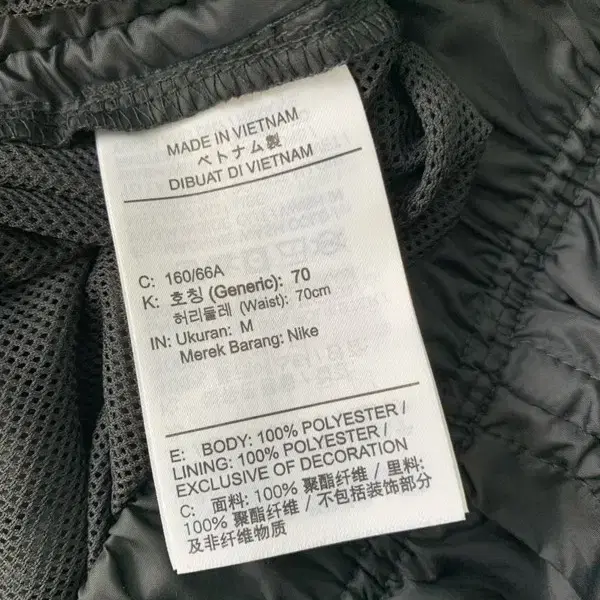 MADE IN VIETNAM
ベトナム製
DIBUAT DI VIETNAM
C: 160/66A
K: 호칭 (Generic): 70
허리둘레 (Waist): 70cm
IN: Ukuran: M
Merek Barang: Nike
E: BODY: 100% POLYESTER /
LINING: 100% POLYESTER /
EXCLUSIVE OF DECORATION
C: 面料: 100% 聚酯纤维 / 里料:
100% 聚酯纤维 / 不包括装饰部分
及非纤维物质